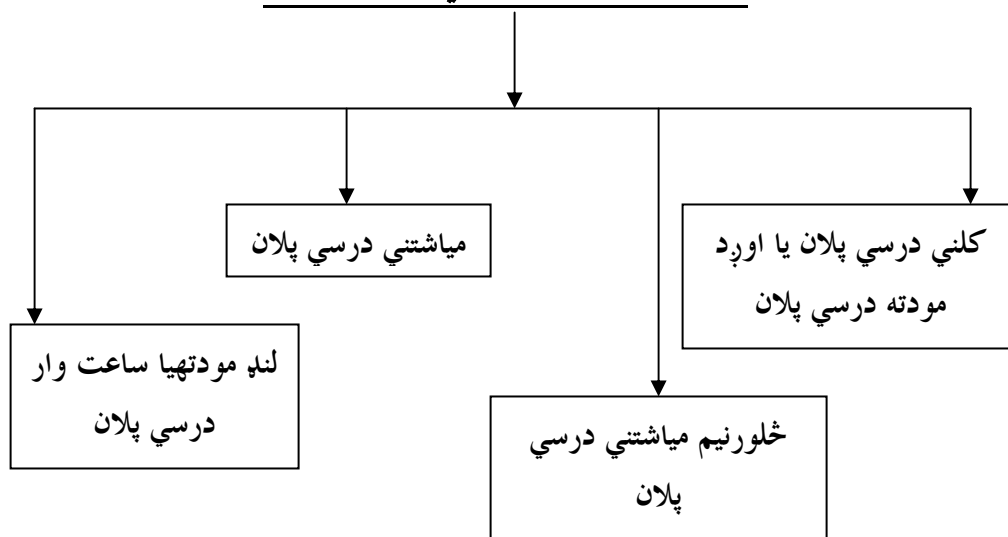 کلني درسي پلان يا اوږد
مودته درسي پلان
څلورنيم مياشتني درسي
پلان
مياشتني درسي پلان
لنډ مودتهيا ساعت وار
درسي پلان